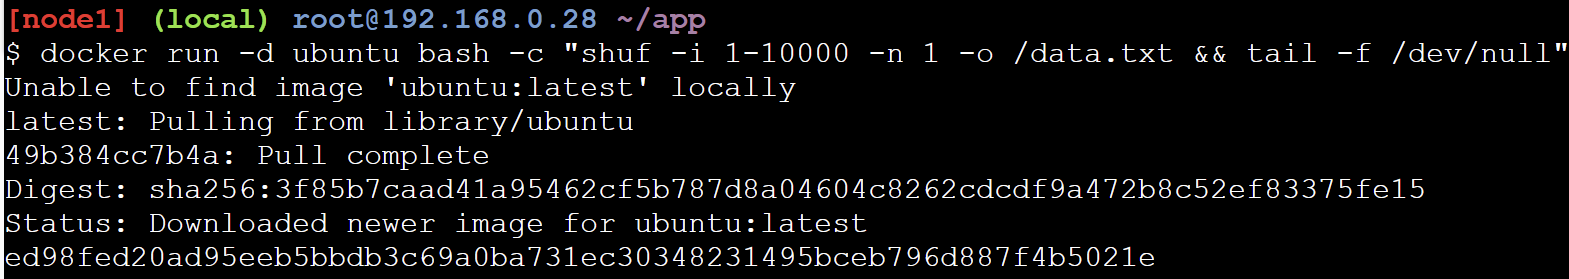 [node1] (local) root@192.168.0.28 ~/app
$ docker run -d ubuntu bash -c "shuf -i 1-10000 -n 1 -o /data.txt && tail -f /dev/null"
Unable to find image 'ubuntu:latest' locally
latest: Pulling from library/ubuntu
49b384cc7b4a: Pull complete
Digest: sha256:3f85b7caad41a95462cf5b787d8a04604c8262cdcdf9a472b8c52ef83375fe15
Status: Downloaded newer image for ubuntu:latest
ed98fed20ad95eeb5bbdb3c69a0ba731ec30348231495bceb796d887f4b5021e